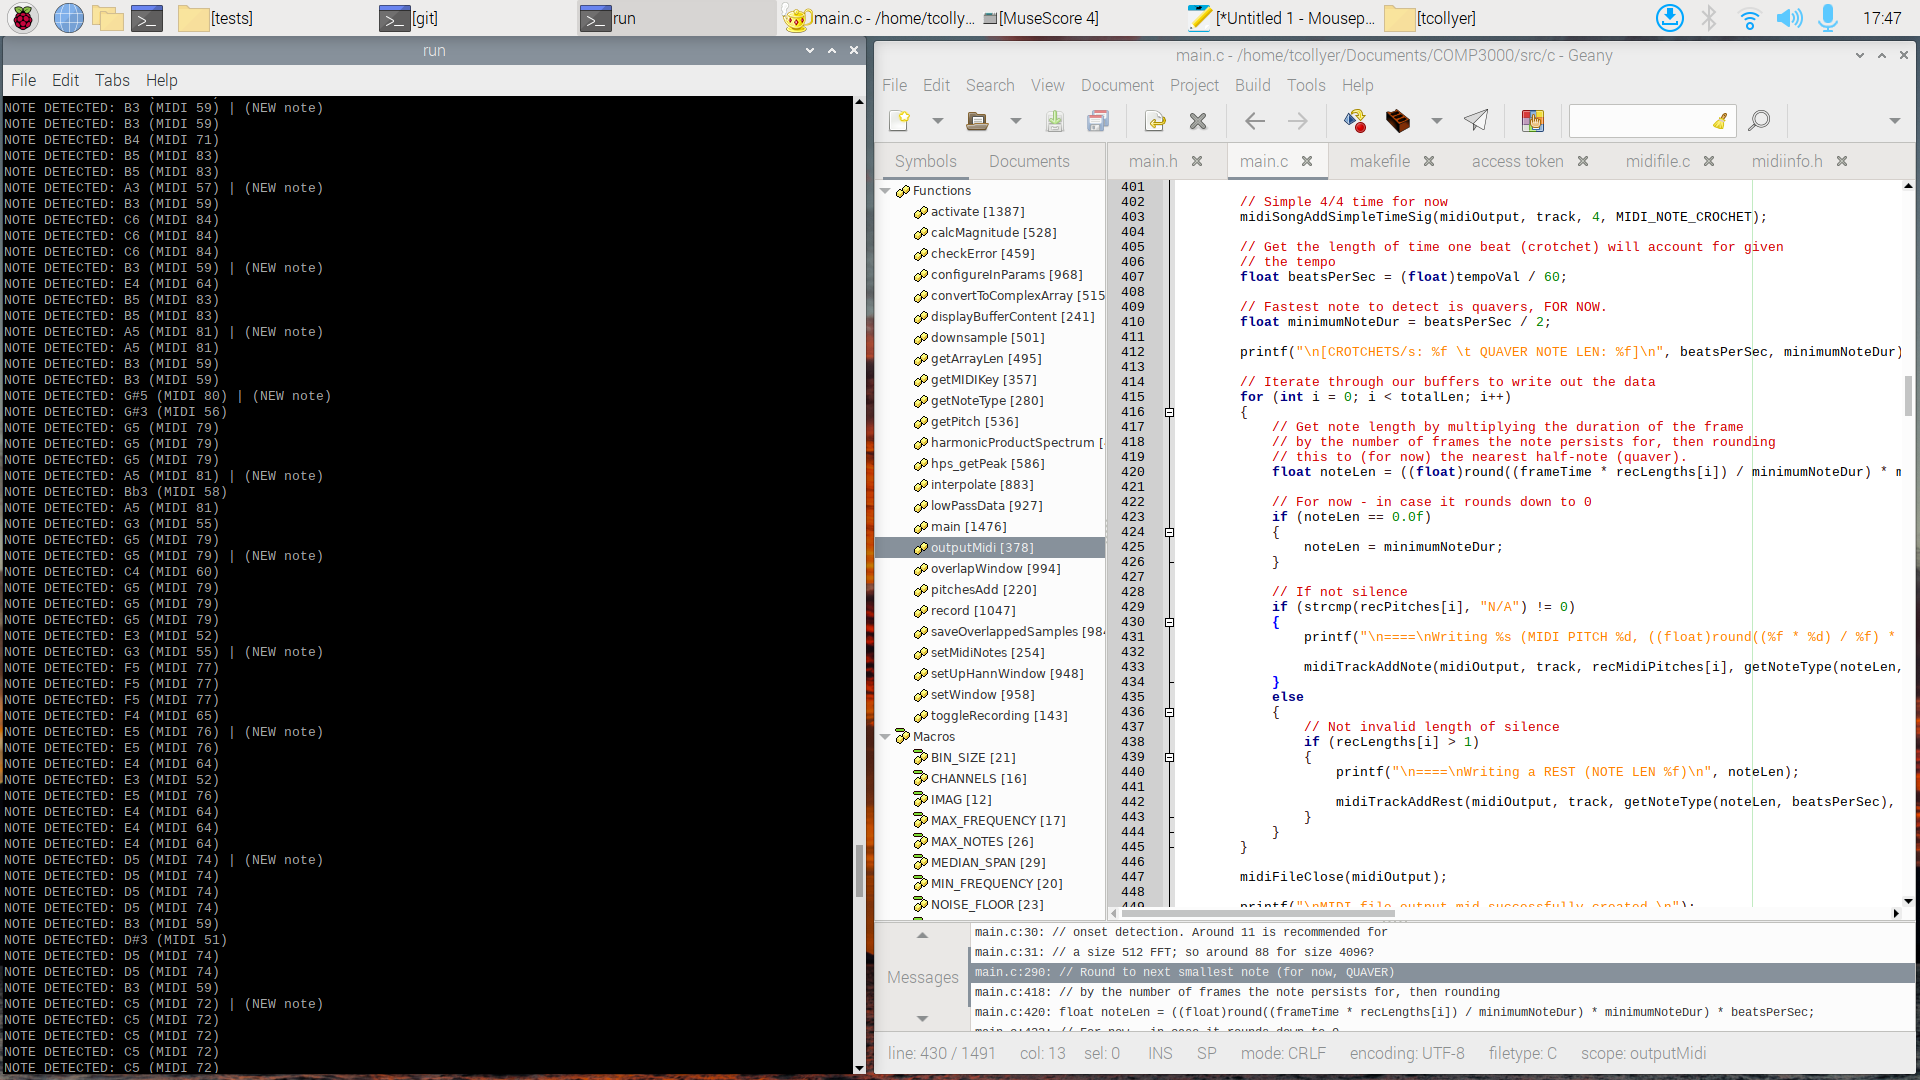 [tests]
[git]
run
main.c - /home/tcolly...
[MuseScore 4]
[*Untitled 1 - Mousep...
[tcollyer]
17:47
run
File Edit Tabs Help
NOTE DETECTED: B3 (MIDI 59) | (NEW note)
NOTE DETECTED: B3 (MIDI 59)
NOTE DETECTED: B4 (MIDI 71)
NOTE DETECTED: B5 (MIDI 83)
NOTE DETECTED: B5 (MIDI 83)
NOTE DETECTED: A3 (MIDI 57) | (NEW note)
NOTE DETECTED: B3 (MIDI 59)
NOTE DETECTED: C6 (MIDI 84)
NOTE DETECTED: C6 (MIDI 84)
NOTE DETECTED: C6 (MIDI 84)
NOTE DETECTED: B3 (MIDI 59) | (NEW note)
NOTE DETECTED: E4 (MIDI 64)
NOTE DETECTED: B5 (MIDI 83)
NOTE DETECTED: B5 (MIDI 83)
NOTE DETECTED: A5 (MIDI 81) | (NEW note)
NOTE DETECTED: A5 (MIDI 81)
NOTE DETECTED: B3 (MIDI 59)
NOTE DETECTED: B3 (MIDI 59)
NOTE DETECTED: G#5 (MIDI 80) | (NEW note)
NOTE DETECTED: G#3 (MIDI 56)
NOTE DETECTED: G5 (MIDI 79)
NOTE DETECTED: G5 (MIDI 79)
NOTE DETECTED: G5 (MIDI 79)
NOTE DETECTED: A5 (MIDI 81) | (NEW note)
NOTE DETECTED: Bb3 (MIDI 58)
NOTE DETECTED: A5 (MIDI 81)
NOTE DETECTED: G3 (MIDI 55)
NOTE DETECTED: G5 (MIDI 79)
NOTE DETECTED: G5 (MIDI 79) | (NEW note)
NOTE DETECTED: C4 (MIDI 60)
NOTE DETECTED: G5 (MIDI 79)
NOTE DETECTED: G5 (MIDI 79)
NOTE DETECTED: G5 (MIDI 79)
NOTE DETECTED: E3 (MIDI 52)
NOTE DETECTED: G3 (MIDI 55) | (NEW note)
NOTE DETECTED: F5 (MIDI 77)
NOTE DETECTED: F5 (MIDI 77)
NOTE DETECTED: F5 (MIDI 77)
NOTE DETECTED: F4 (MIDI 65)
NOTE DETECTED: E5 (MIDI 76) | (NEW note)
NOTE DETECTED: E5 (MIDI 76)
NOTE DETECTED: E4 (MIDI 64)
NOTE DETECTED: E3 (MIDI 52)
NOTE DETECTED: E5 (MIDI 76)
NOTE DETECTED: E4 (MIDI 64)
NOTE DETECTED: E4 (MIDI 64)
NOTE DETECTED: E4 (MIDI 64)
NOTE DETECTED: D5 (MIDI 74) | (NEW note)
NOTE DETECTED: D5 (MIDI 74)
NOTE DETECTED: D5 (MIDI 74)
NOTE DETECTED: D5 (MIDI 74)
NOTE DETECTED: B3 (MIDI 59)
NOTE DETECTED: D#3 (MIDI 51)
NOTE DETECTED: D5 (MIDI 74)
NOTE DETECTED: D5 (MIDI 74)
NOTE DETECTED: B3 (MIDI 59)
NOTE DETECTED: C5 (MIDI 72) | (NEW note)
NOTE DETECTED: C5 (MIDI 72)
NOTE DETECTED: C5 (MIDI 72)
NOTE DETECTED: C5 (MIDI 72)
NOTE DETECTED: C5 (MIDI 72)
main.c - /home/tcollyer/Documents/COMP3000/src/c - Geany
File Edit Search View Document Project Build Tools Help
Symbols Documents
Functions
activate [1387]
calcMagnitude [528]
checkError [459]
configureInParams [968]
convertToComplexArray [515
displayBufferContent [241]
downsample [501]
getArrayLen [495]
getMIDIKey [357]
getNoteType [280]
getPitch [536]
harmonicProductSpectrum [
hps_getPeak [586]
interpolate [883]
lowPassData [927]
main [1476]
outputMidi [378]
overlapWindow [994]
pitchesAdd [220]
record [1047]
saveOverlappedSamples [984
setMidiNotes [254]
setUpHannWindow [948]
setWindow [958]
toggleRecording [143]
Macros
BIN_SIZE [21]
CHANNELS [16]
IMAG [12]
MAX_FREQUENCY [17]
MAX_NOTES [26]
MEDIAN_SPAN [29]
MIN_FREQUENCY [20]
NOISE_FLOOR [23]
main.h main.c makefile access token midifile.c midiinfo.h
401
402 // Simple 4/4 time for now
403 midiSongAddSimpleTimeSig(midiOutput, track, 4, MIDI_NOTE_CROCHET);
404
405 // Get the length of time one beat (crotchet) will account for given
406 // the tempo
407 float beatsPerSec = (float)tempoVal / 60;
408
409 // Fastest note to detect is quavers, FOR NOW.
410 float minimumNoteDur = beatsPerSec / 2;
411
412 printf("\n[CROTCHETS/s: %f \t QUAVER NOTE LEN: %f]\n", beatsPerSec, minimumNoteDur)
413
414 // Iterate through our buffers to write out the data
415 for (int i = 0; i < totalLen; i++)
416 {
417 // Get note length by multiplying the duration of the frame
418 // by the number of frames the note persists for, then rounding
419 // this to (for now) the nearest half-note (quaver).
420 float noteLen = ((float)round((frameTime * recLengths[i]) / minimumNoteDur) * m
421
422 // For now - in case it rounds down to 0
423 if (noteLen == 0.0f)
424 {
425 noteLen = minimumNoteDur;
426 }
427
428 // If not silence
429 if (strcmp(recPitches[i], "N/A") != 0)
430 {
431 printf("\n====\nWriting %s (MIDI PITCH %d, ((float)round((%f * %d) / %f) *
432
433 midiTrackAddNote(midiOutput, track, recMidiPitches[i], getNoteType(noteLen,
434 }
435 else
436 {
437 // Not invalid length of silence
438 if (recLengths[i] > 1)
439 {
440 printf("\n====\nWriting a REST (NOTE LEN %f)\n", noteLen);
441
442 midiTrackAddRest(midiOutput, track, getNoteType(noteLen, beatsPerSec),
443 }
444 }
445 }
446
447 midiFileClose(midiOutput);
448
449 printf("\nMIDI file output.mid successfully created.\n");
Messages
main.c:30: // onset detection. Around 11 is recommended for
main.c:31: // a size 512 FFT; so around 88 for size 4096?
main.c:290: // Round to next smallest note (for now, QUAVER)
main.c:418: // by the number of frames the note persists for, then rounding
main.c:420: float noteLen = ((float)round((frameTime * recLengths[i]) / minimumNoteDur) * minimumNoteDur) * beatsPerSec;
main.c:422: // For now - in case it rounds down to 0
line: 430 / 1491 col: 13 sel: 0 INS SP mode: CRLF encoding: UTF-8 filetype: C scope: outputMidi